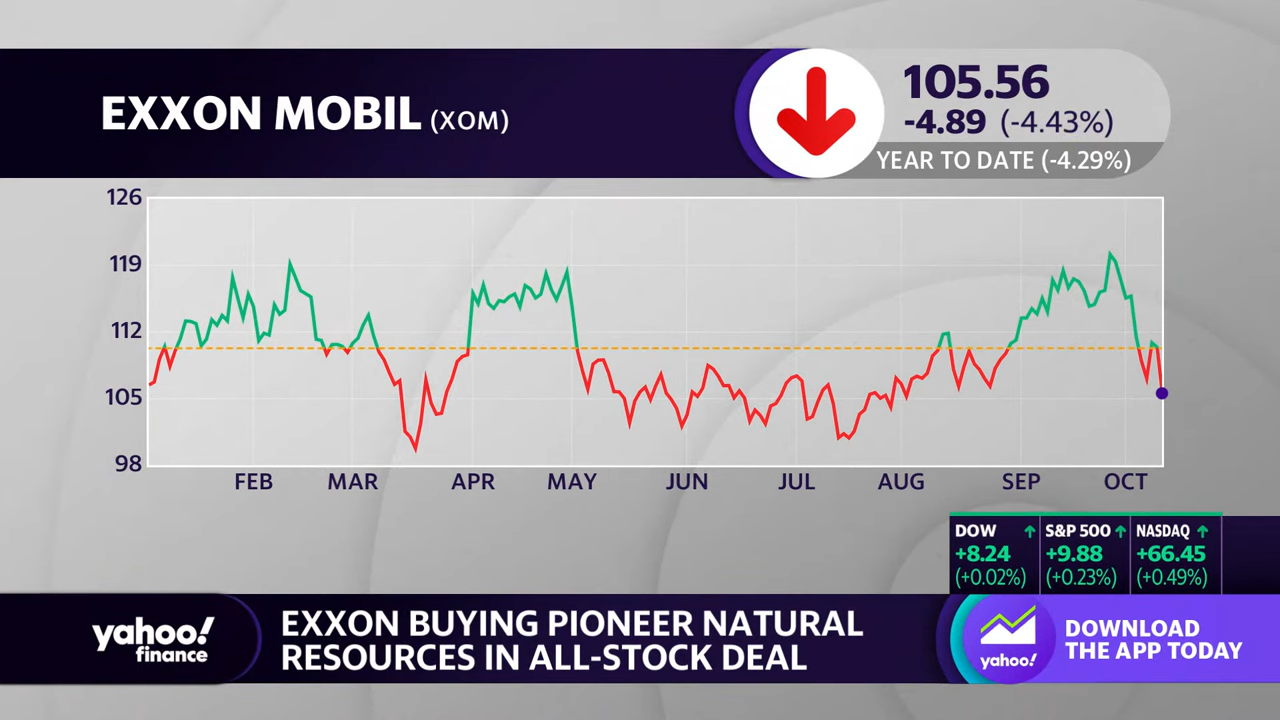 EXXON MOBIL (XOM)
105.56
-4.89 (-4.43%)
YEAR TO DATE (-4.29%)
126
119
112
105
98
FEB MAR APR MAY JUN JUL AUG SEP OCT
DOW S&P 500 NASDAQ
+8.24 +9.88 +66.45
(+0.02%) (+0.23%) (+0.49%)
yahoo!
finance
EXXON BUYING PIONEER NATURAL
RESOURCES IN ALL-STOCK DEAL
yahoo!
DOWNLOAD
THE APP TODAY